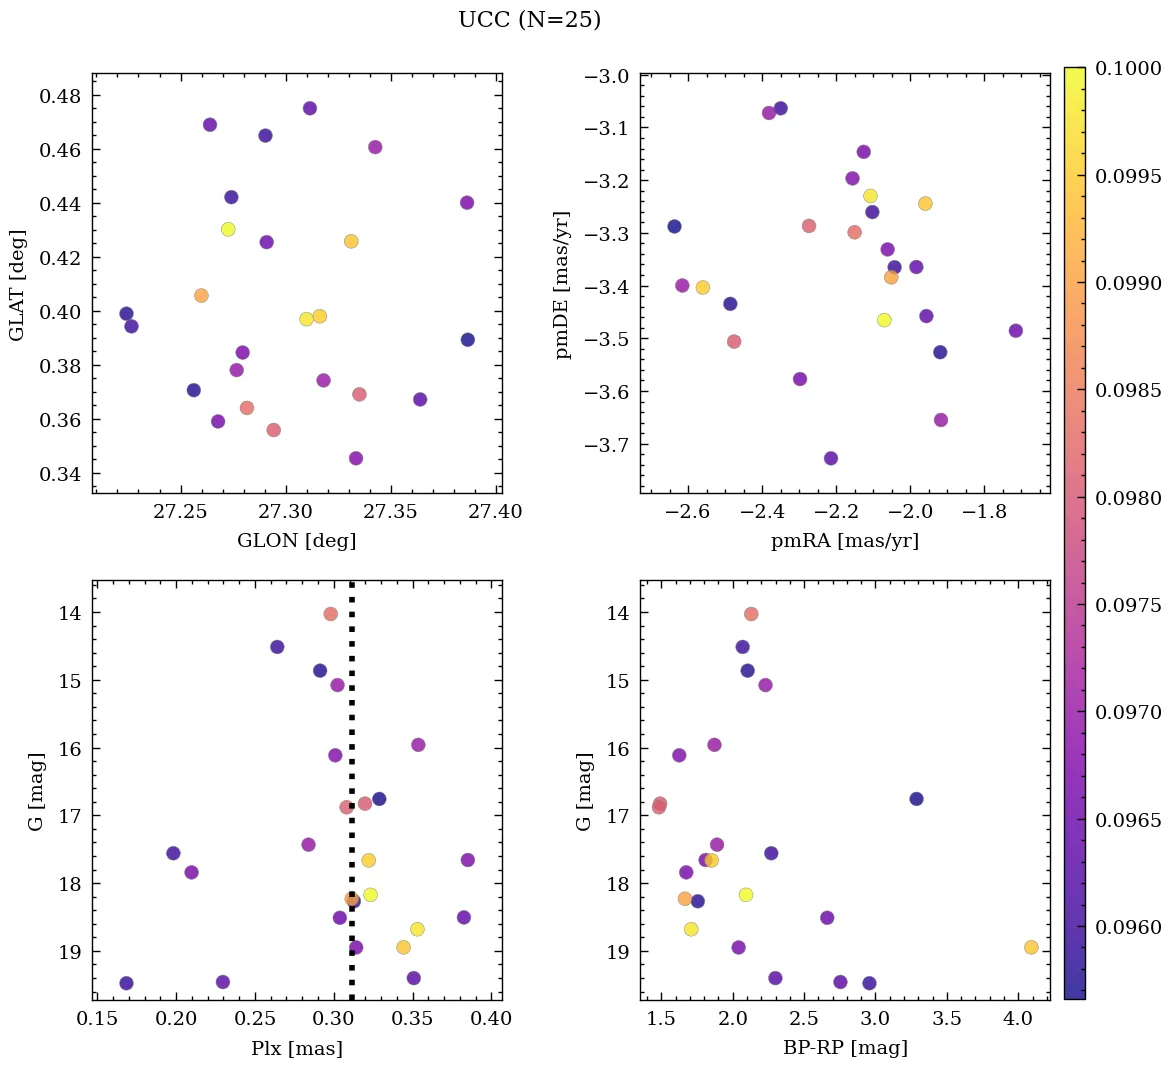 UCC (N=25)
0.48
0.46
0.44
0.42
0.40
0.38
0.36
0.34
GLAT [deg]
27.25 27.30 27.35 27.40
GLON [deg]
−3.0
−3.1
−3.2
−3.3
−3.4
−3.5
−3.6
−3.7
pmDE [mas/yr]
−2.6 −2.4 −2.2 −2.0 −1.8
pmRA [mas/yr]
14
15
16
17
18
19
G [mag]
0.15 0.20 0.25 0.30 0.35 0.40
Plx [mas]
14
15
16
17
18
19
G [mag]
1.5 2.0 2.5 3.0 3.5 4.0
BP-RP [mag]
0.1000
0.0995
0.0990
0.0985
0.0980
0.0975
0.0970
0.0965
0.0960